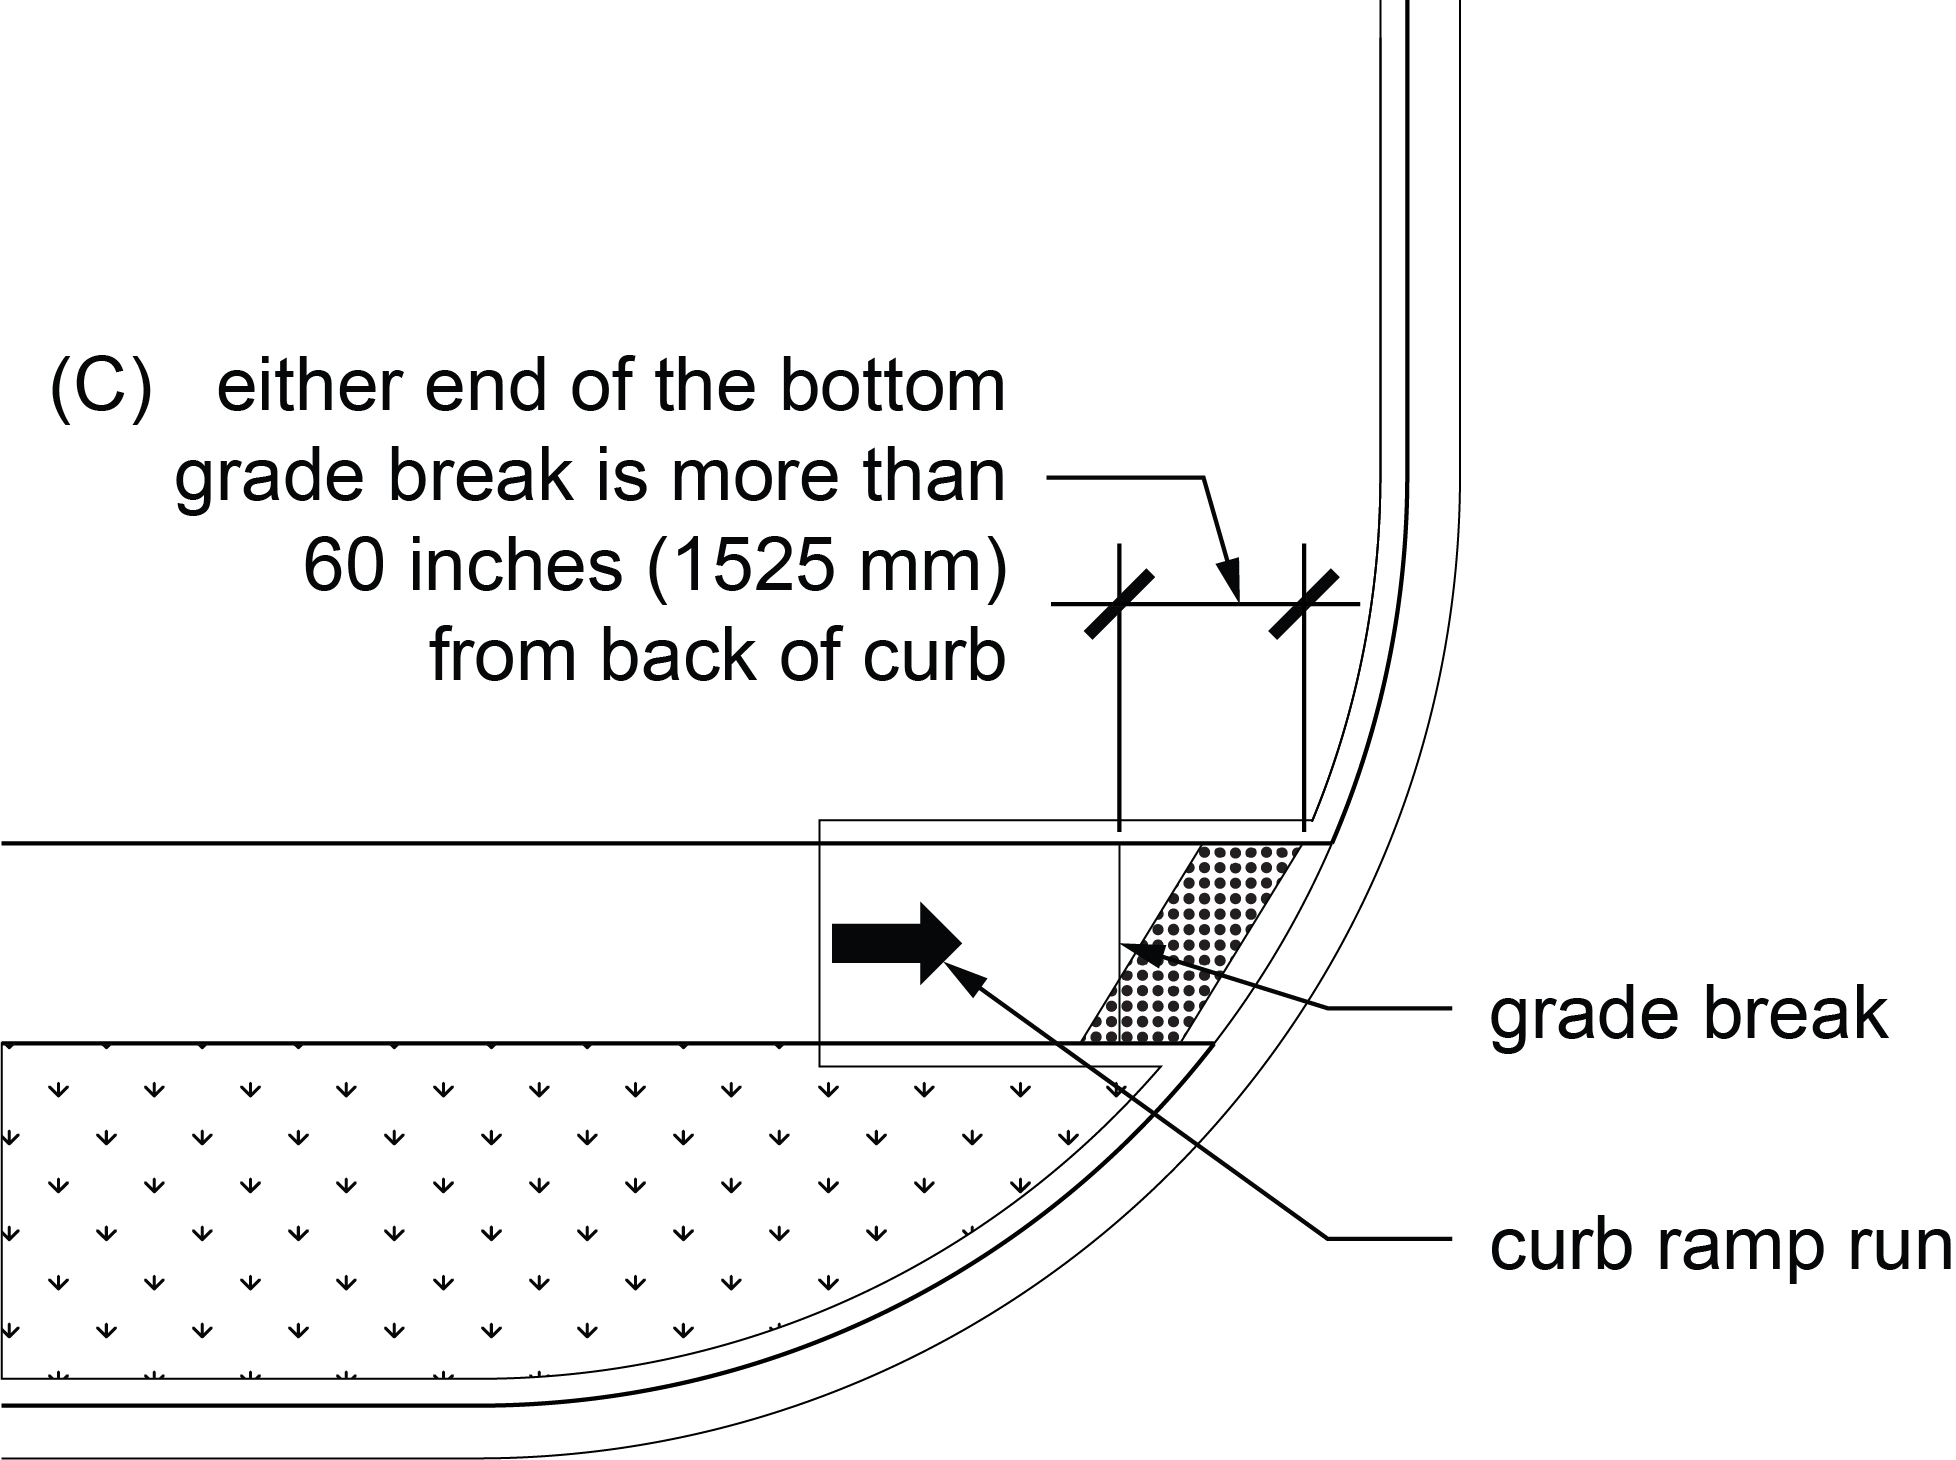 (C) either end of the bottom
grade break is more than
60 inches (1525 mm)
from back of curb
grade break
curb ramp run